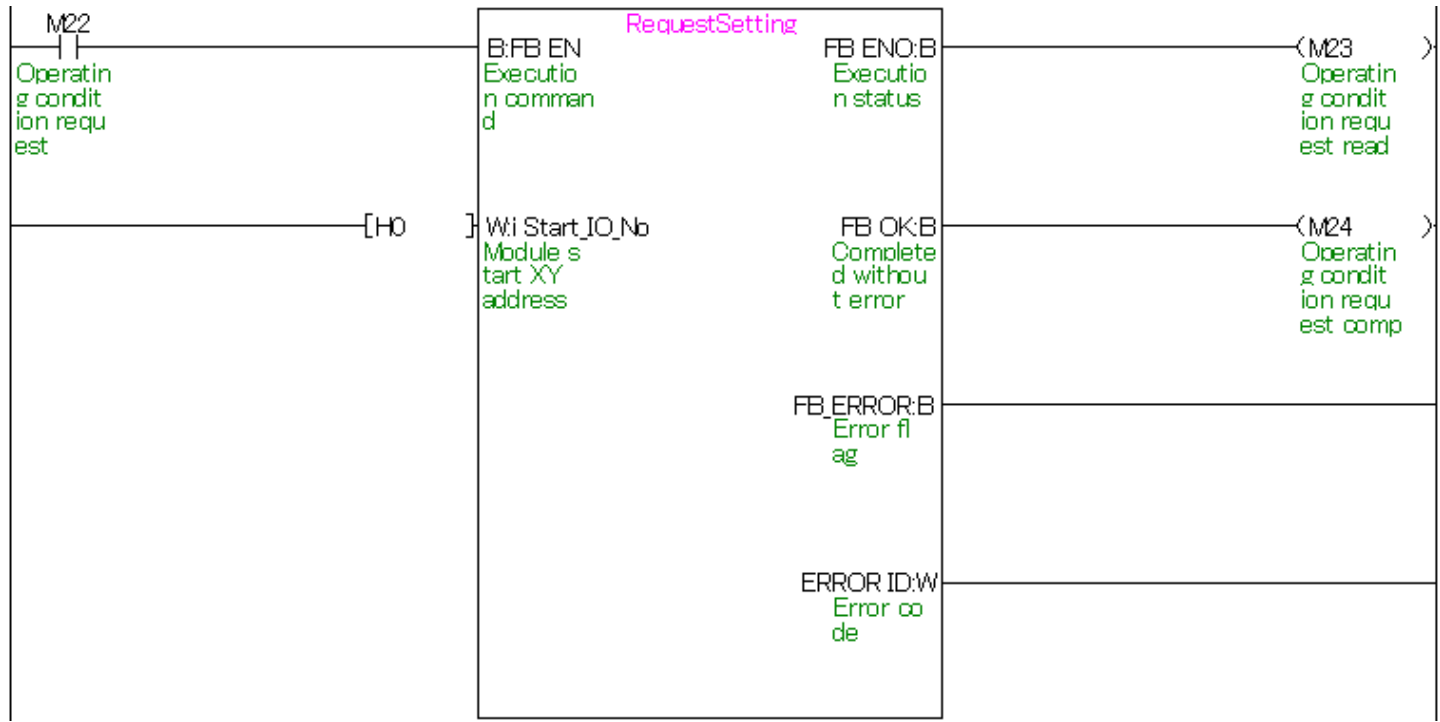 M22
RequestSetting
B:FB EN
FB ENO:B
(M23 )
Operatin
g condit
ion requ
est
Executio
n comman
d
Executio
n status
Operatin
g condit
ion requ
est read
[H0 ]
W:i Start_IO_No
FB OK:B
(M24 )
Module s
tart XY
address
Complete
d withou
t error
Operatin
g condit
ion requ
est comp
FB_ERROR:B
Error fl
ag
ERROR ID:W
Error co
de